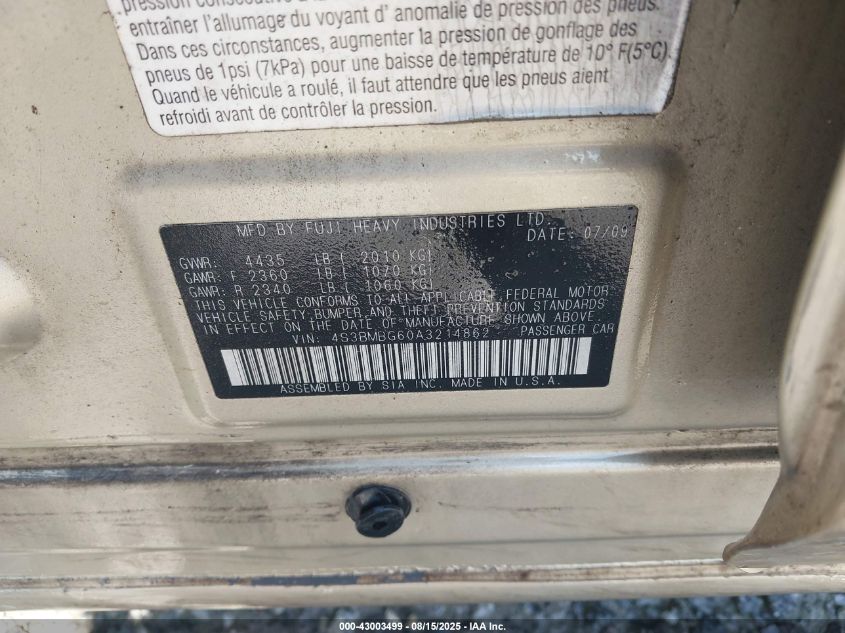 pression consécutive à la
entraîner l'allumage du voyant d' anomalie de pression des pneus.
Dans ces circonstances, augmenter la pression de gonflage des
pneus de 1psi (7kPa) pour une baisse de température de 10° F(5°C).
Quand le véhicule a roulé, il faut attendre que les pneus aient
refroidi avant de contrôler la pression.
MFD BY FUJI HEAVY INDUSTRIES LTD.
DATE: 07/09
GVWR: 4435 LB( 2010 KG)
GAWR: F 2360 LB( 1070 KG)
GAWR: R 2340 LB( 1060 KG)
THIS VEHICLE CONFORMS TO ALL APPLICABLE FEDERAL MOTOR
VEHICLE SAFETY,BUMPER,AND THEFT PREVENTION STANDARDS
IN EFFECT ON THE DATE OF MANUFACTURE SHOWN ABOVE.
VIN: 4S3BMBG60A3214862 PASSENGER CAR
ASSEMBLED BY SIA INC. MADE IN U.S.A.
000-43003499 - 08/15/2025 - IAA Inc.